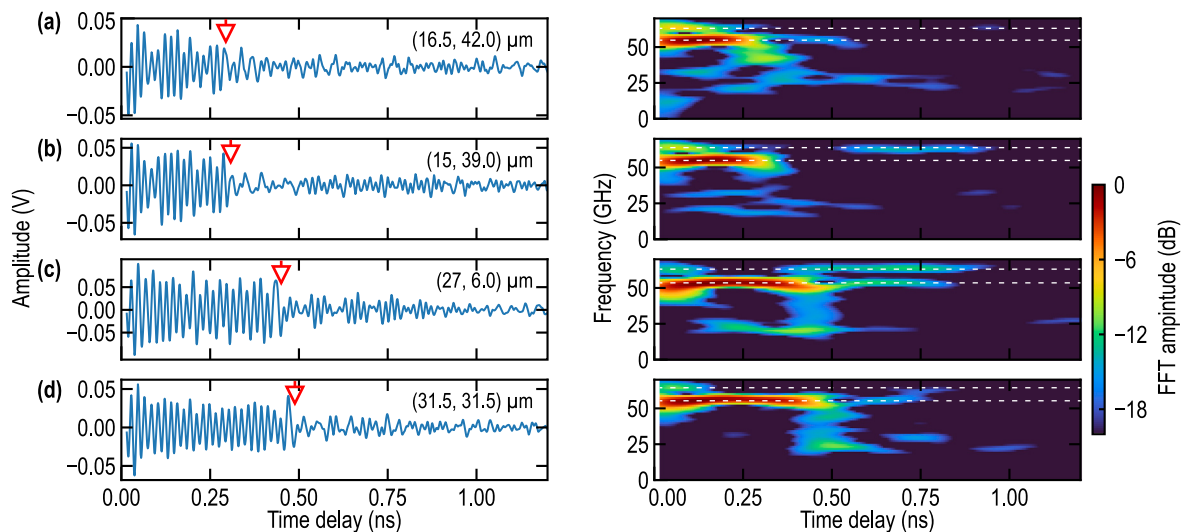 (a)
0.05
0.00
−0.05
(16.5, 42.0) µm
50
25
0
(b)
0.05
0.00
−0.05
(15, 39.0) µm
50
25
0
(c)
0.05
0.00
−0.05
(27, 6.0) µm
50
25
0
(d)
0.05
0.00
−0.05
(31.5, 31.5) µm
50
25
0
Amplitude (V)
Frequency (GHz)
0
−6
−12
−18
FFT ampintude (dB)
0.00 0.25 0.50 0.75 1.00
Time delay (ns)
0.00 0.25 0.50 0.75 1.00
Time delay (ns)